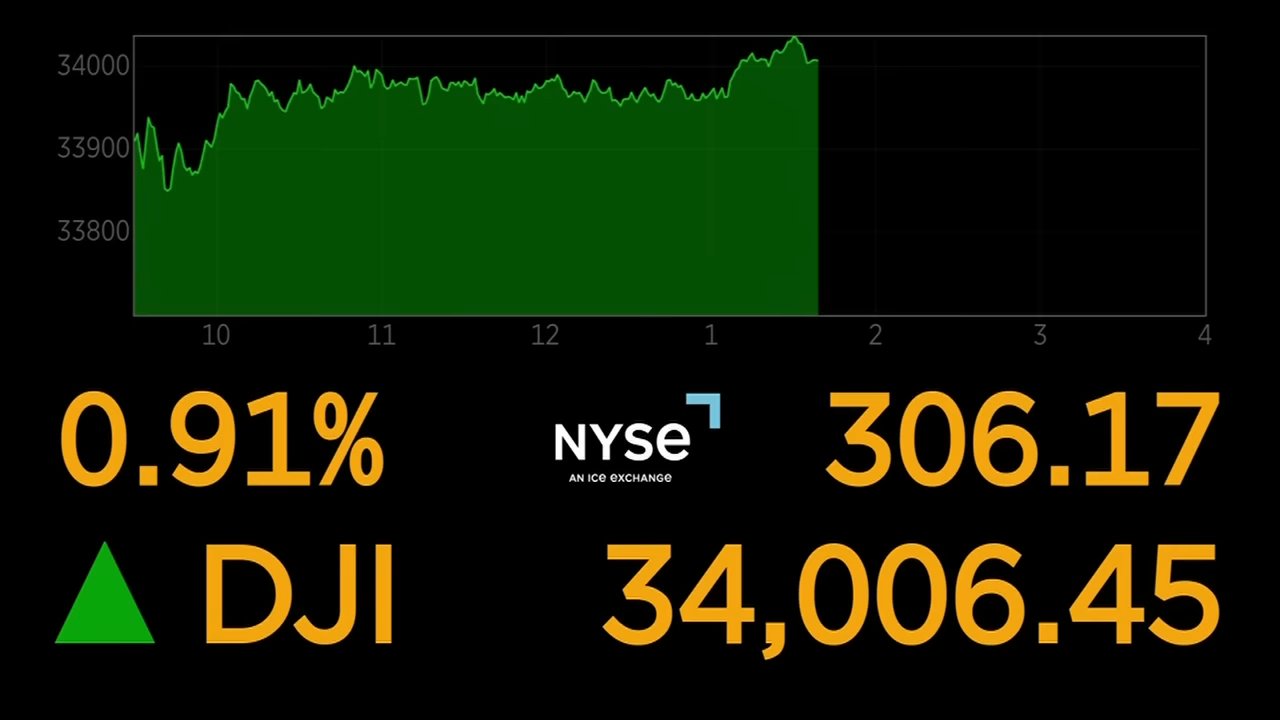 34000
33900
33800
10 11 12 1 2 3 4
0.91% NYSE 306.17
AN ICE EXCHANGE
DJI 34,006.45